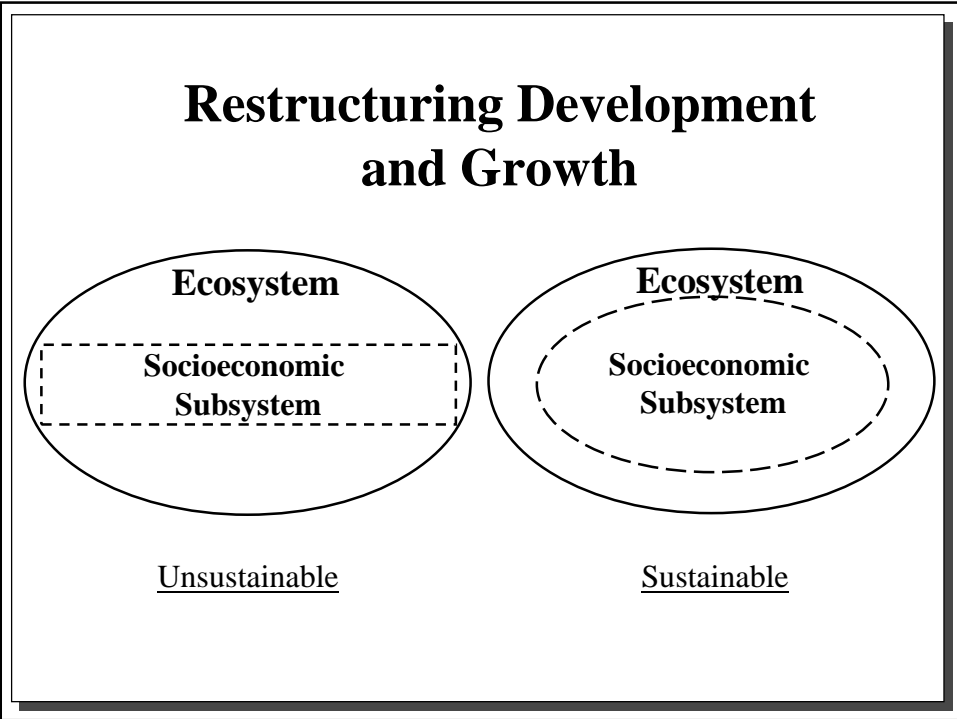 Restructuring Development
and Growth
Ecosystem
Socioeconomic
Subsystem
Unsustainable
Ecosystem
Socioeconomic
Subsystem
Sustainable